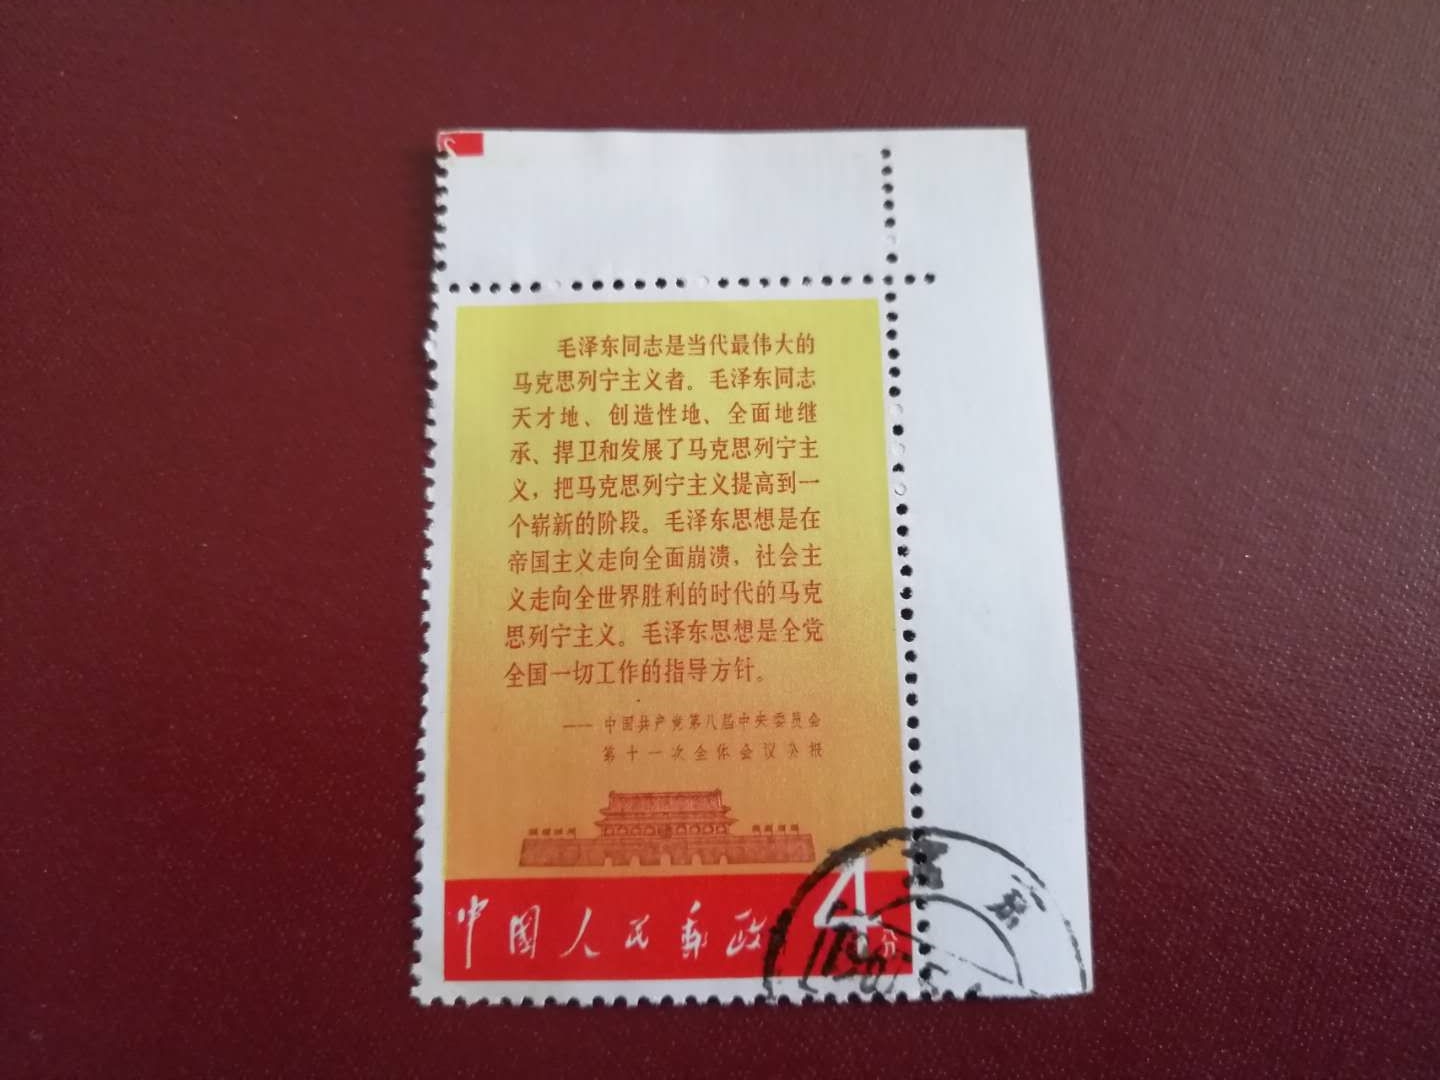 毛泽东同志是当代最伟大的
马克思列宁主义者。毛泽东同志
天才地、创造性地、全面地继
承、捍卫和发展了马克思列宁主
义，把马克思列宁主义提高到一
个崭新的阶段。毛泽东思想是在
帝国主义走向全面崩溃，社会主
义走向全世界胜利的时代的马克
思列宁主义。毛泽东思想是全党
全国一切工作的指导方针。
——中国共产党第八届中央委员会
第十一次全体会议公报
4分
中国人民邮政